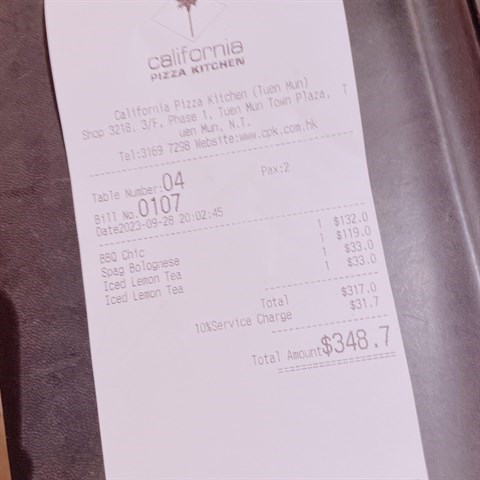 california
PIZZA KITCHEN
California Pizza Kitchen (Tuen Mun)
Shop 3218, 3/F, Phase 1, Tuen Mun Town Plaza, T
uen Mun, N.T.
Tel:3169 7298 Website:www.cpk.com.hk
Table Number:04 Pax:2
Bill No.0107
Date2023-09-28 20:02:45
BBQ Chic 1 $132.0
Spag Bolognese 1 $119.0
Iced Lemon Tea 1 $33.0
Iced Lemon Tea 1 $33.0
Total $317.0
10%Service Charge $31.7
Total Amount$348.7